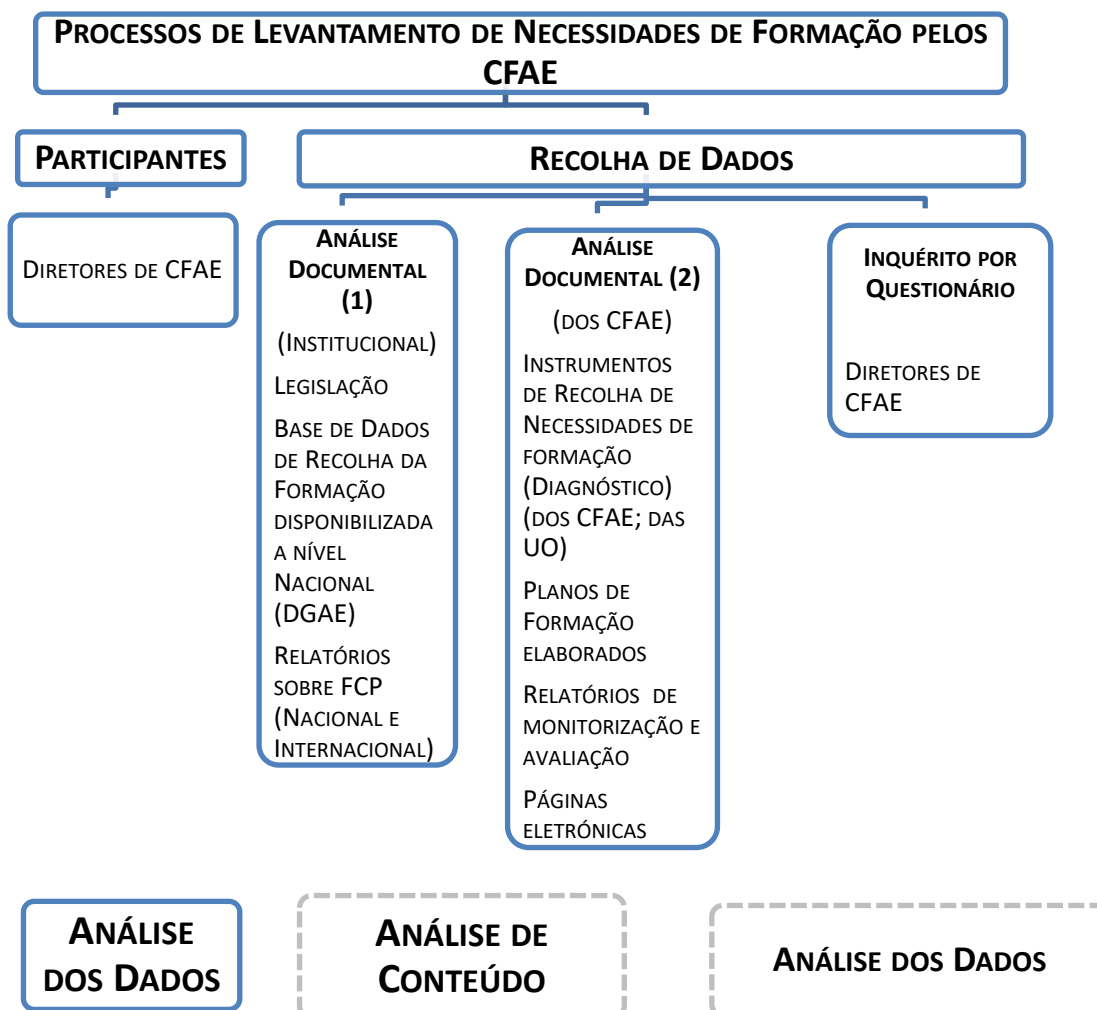 PROCESSOS DE LEVANTAMENTO DE NECESSIDADES DE FORMAÇÃO PELOS
CFAE
PARTICIPANTES
RECOLHA DE DADOS
DIRETORES DE CFAE
ANÁLISE
DOCUMENTAL
(1)
(INSTITUCIONAL)
LEGISLAÇÃO
BASE DE DADOS
DE RECOLHA DA
FORMAÇÃO
DISPONIBILIZADA
A NÍVEL
NACIONAL
(DGAE)
RELATÓRIOS
SOBRE FCP
(NACIONAL E
INTERNACIONAL)
ANÁLISE
DOCUMENTAL (2)
(DOS CFAE)
INSTRUMENTOS
DE RECOLHA DE
NECESSIDADES DE
FORMAÇÃO
(DIAGNÓSTICO)
(DOS CFAE; DAS
UO)
PLANOS DE
FORMAÇÃO
ELABORADOS
RELATÓRIOS DE
MONITORIZAÇÃO E
AVALIAÇÃO
PÁGINAS
ELETRÓNICAS
INQUÉRITO POR
QUESTIONÁRIO
DIRETORES DE
CFAE
ANÁLISE
DOS DADOS
ANÁLISE DE
CONTEÚDO
ANÁLISE DOS DADOS